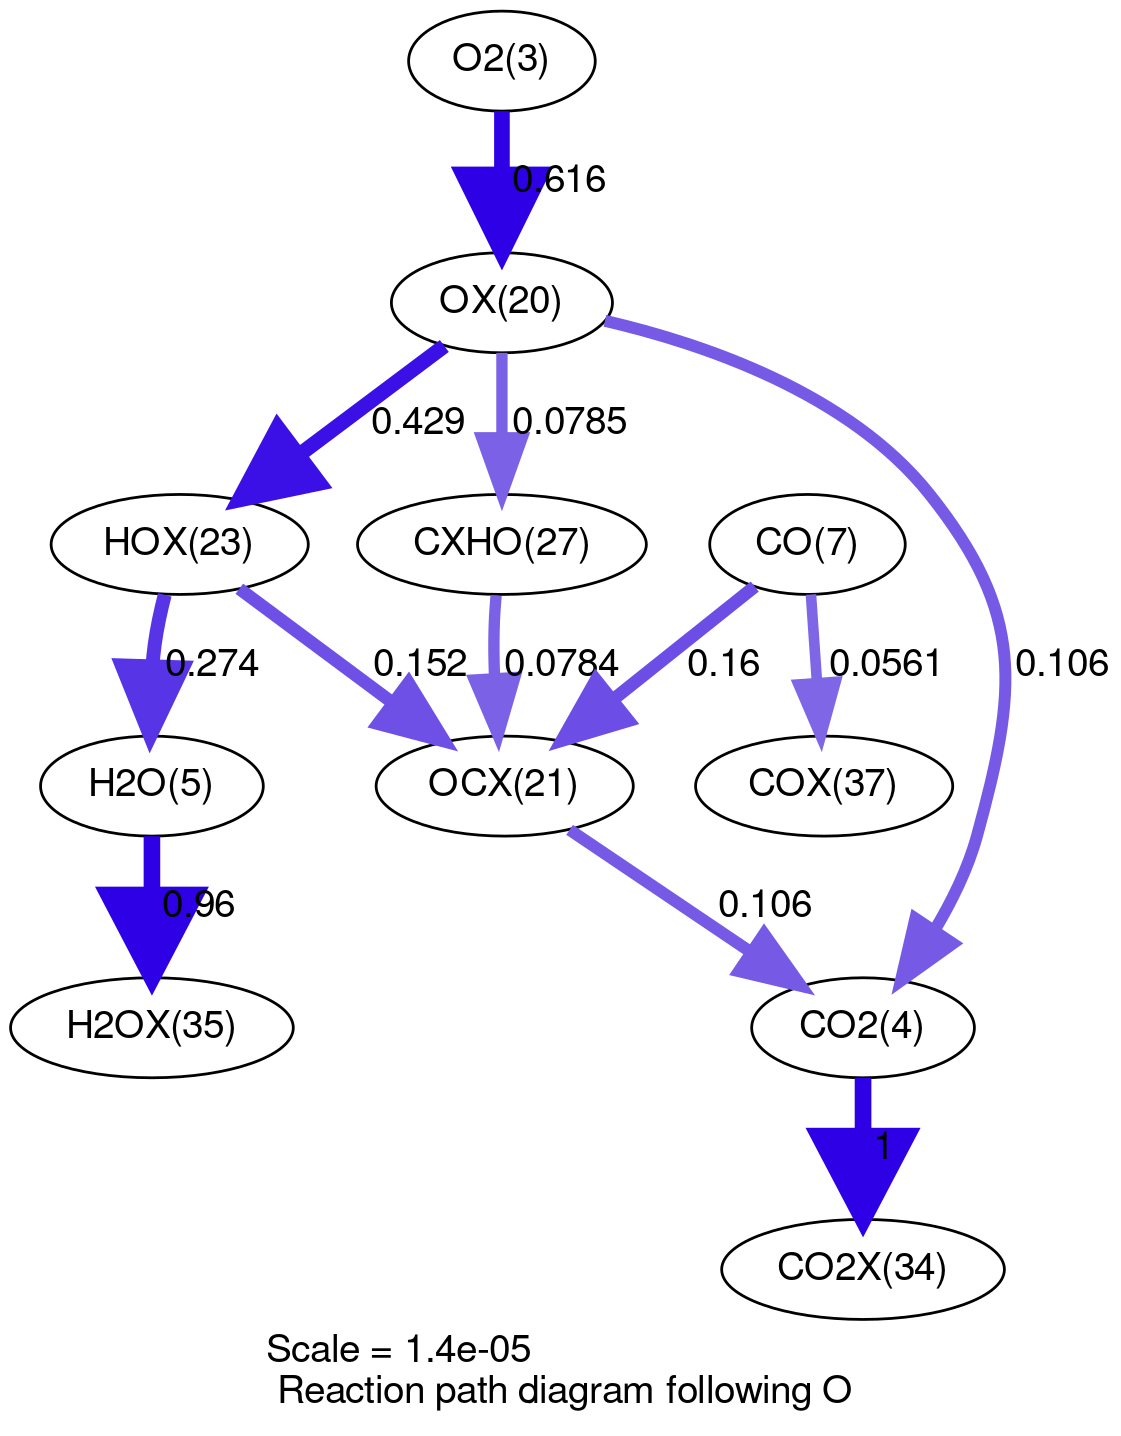 O2(3)
0.616
OX(20)
0.429
0.0785
HOX(23)
CXHO(27)
CO(7)
0.274
0.152
0.0784
0.16
0.0561
0.106
H2O(5)
OCX(21)
COX(37)
0.96
0.106
H2OX(35)
CO2(4)
1
CO2X(34)
Scale = 1.4e-05
Reaction path diagram following O